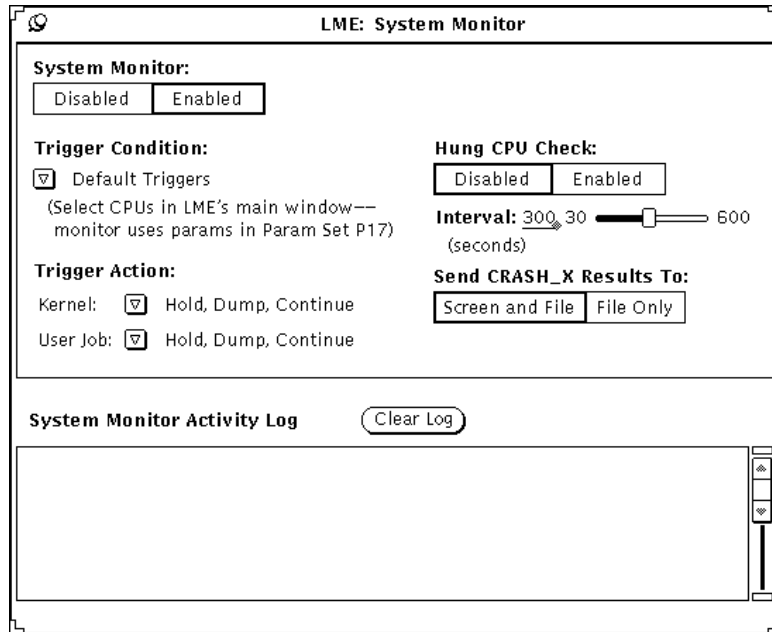 LME: System Monitor
System Monitor:
Disabled Enabled
Trigger Condition:
Default Triggers
(Select CPUs in LME's main window——
monitor uses params in Param Set P17)
Trigger Action:
Kernel: Hold, Dump, Continue
User Job: Hold, Dump, Continue
Hung CPU Check:
Disabled Enabled
Interval: 300 30 600
(seconds)
Send CRASH_X Results To:
Screen and File File Only
System Monitor Activity Log Clear Log